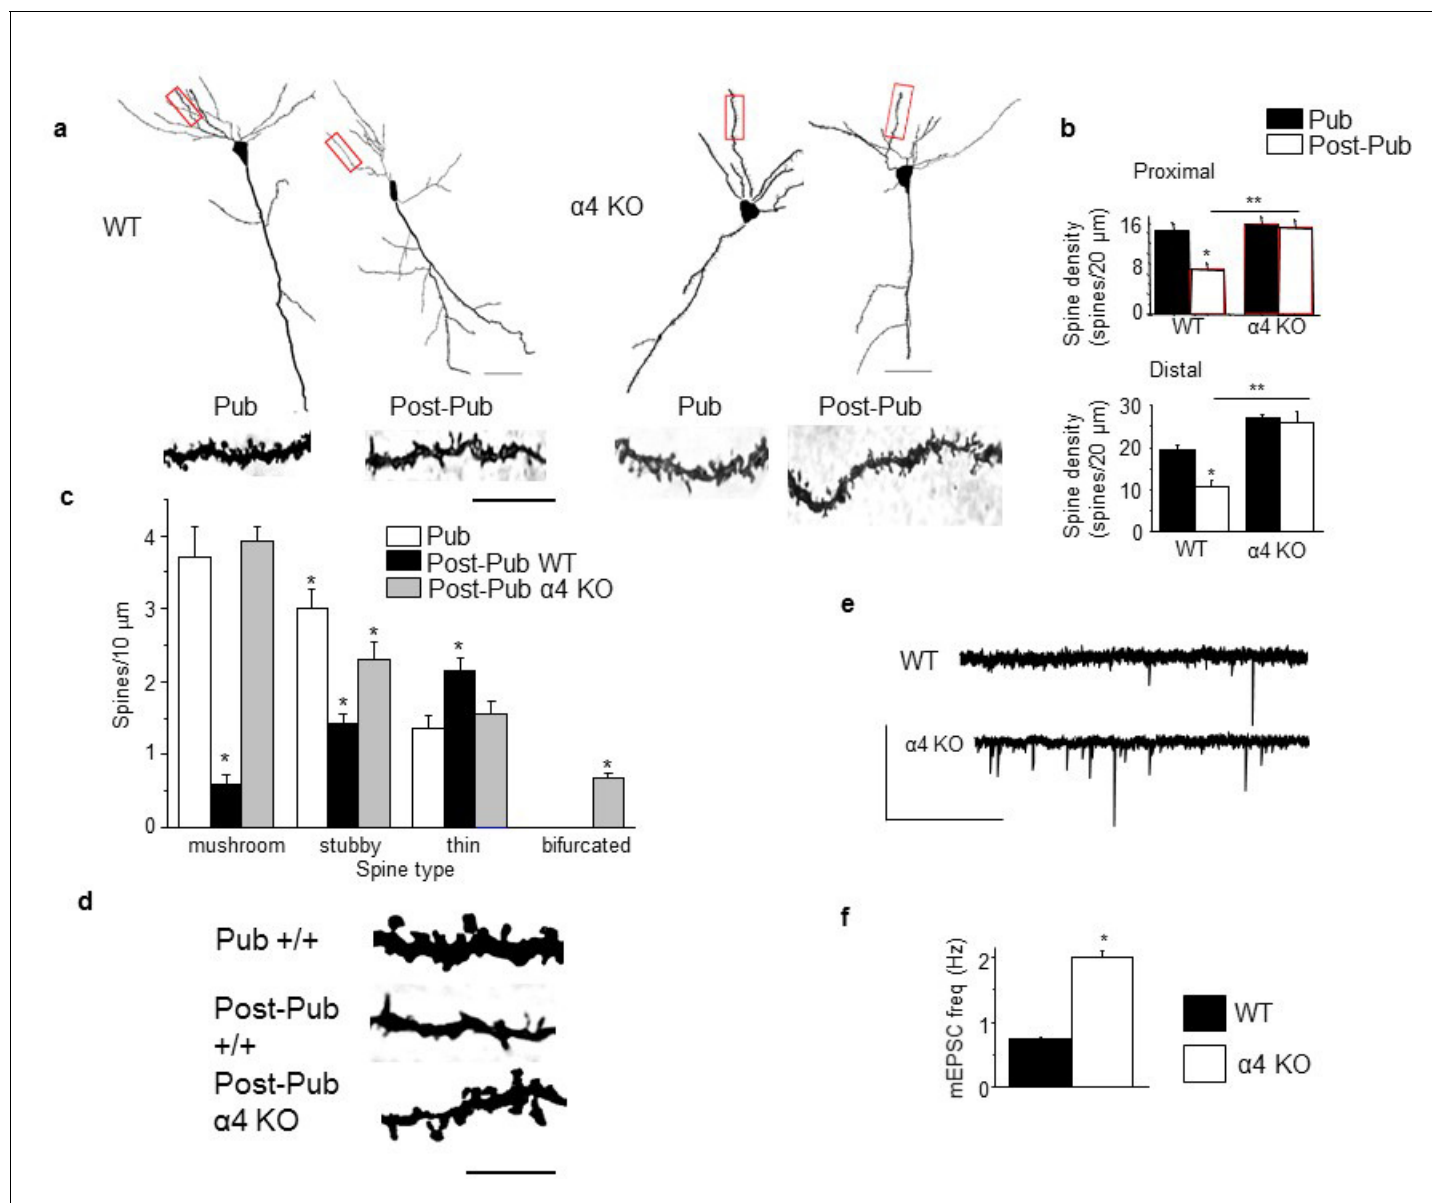 a
WT
α4 KO
Pub
Post-Pub
Pub
Post-Pub
b
Pub
Post-Pub
Proximal
Spine density
(spines/20 µm)
16
8
0
**
*
WT
α4 KO
Distal
Spine density
(spines/20 µm)
30
20
10
0
**
*
WT
α4 KO
c
Spines/10 µm
4
3
2
1
0
Pub
Post-Pub WT
Post-Pub α4 KO
*
*
*
*
*
*
mushroom
stubby
thin
bifurcated
Spine type
d
Pub +/+
Post-Pub
+/+
Post-Pub
α4 KO
e
WT
α4 KO
f
mEPSC freq (Hz)
2
1
0
*
WT
α4 KO